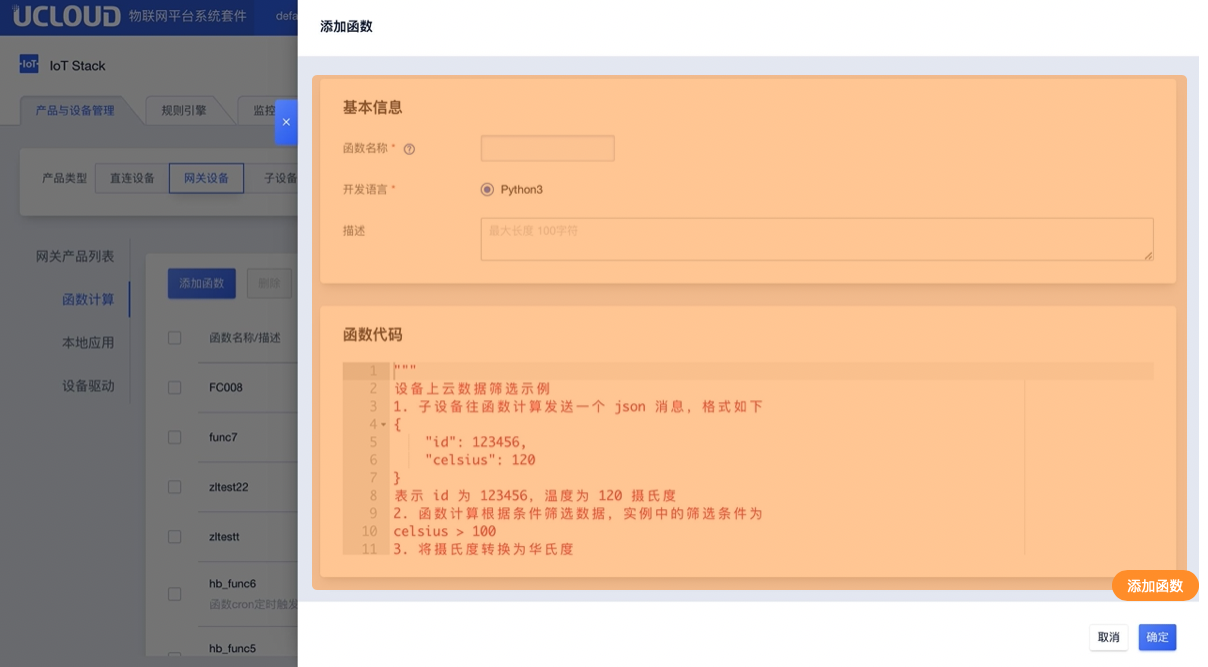 UCLOUD 物联网平台系统套件 defa
IoT IoT Stack
产品与设备管理 规则引擎 监控
产品类型 直连设备 网关设备 子设备
网关产品列表
函数计算
本地应用
设备驱动
添加函数 删除
函数名称/描述
FC008
func7
zltest22
zltestt
hb_func6
函数cron定时触发
hb_func5
添加函数
基本信息
函数名称 *
开发语言 * Python3
描述 最大长度 100字符
函数代码
1 """
2 设备上云数据筛选示例
3 1. 子设备往函数计算发送一个 json 消息, 格式如下
4 {
5 "id": 123456,
6 "celsius": 120
7 }
8 表示 id 为 123456, 温度为 120 摄氏度
9 2. 函数计算根据条件筛选数据, 实例中的筛选条件为
10 celsius > 100
11 3. 将摄氏度转换为华氏度
添加函数
取消 确定